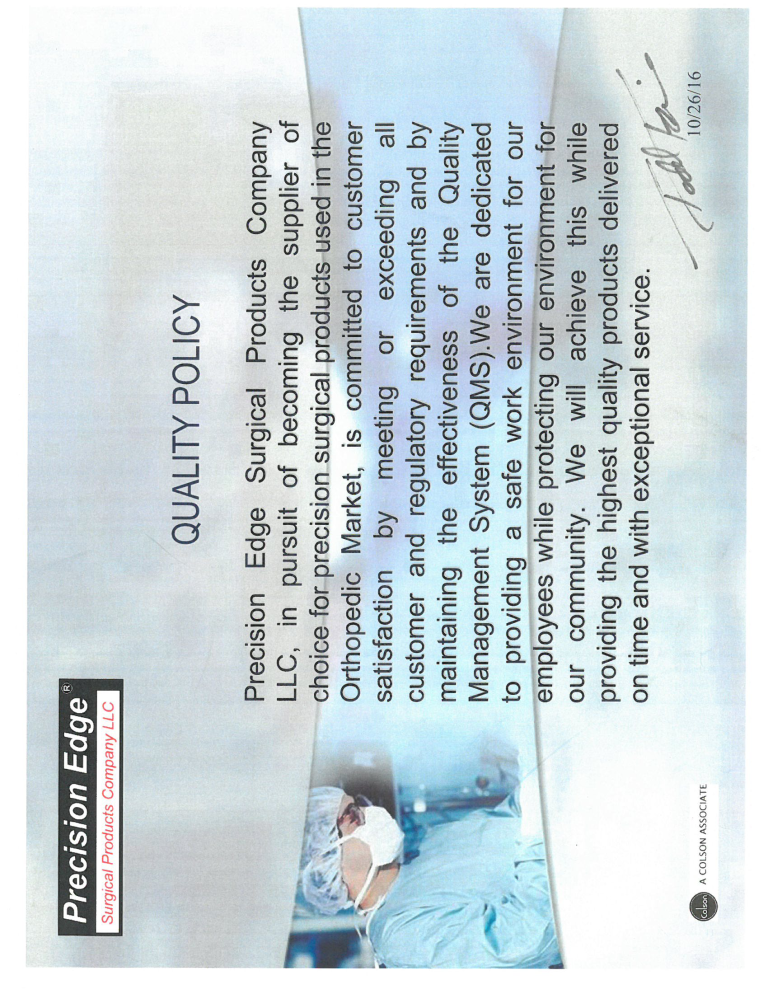 Precision Edge®
Surgical Products Company LLC
QUALITY POLICY
Precision Edge Surgical Products Company
LLC, in pursuit of becoming the supplier of
choice for precision surgical products used in the
Orthopedic Market, is committed to customer
satisfaction by meeting or exceeding all
customer and regulatory requirements and by
maintaining the effectiveness of the Quality
Management System (QMS).We are dedicated
to providing a safe work environment for our
employees while protecting our environment for
our community. We will achieve this while
providing the highest quality products delivered
on time and with exceptional service.
Colson
A COLSON ASSOCIATE
Todd
10/26/16